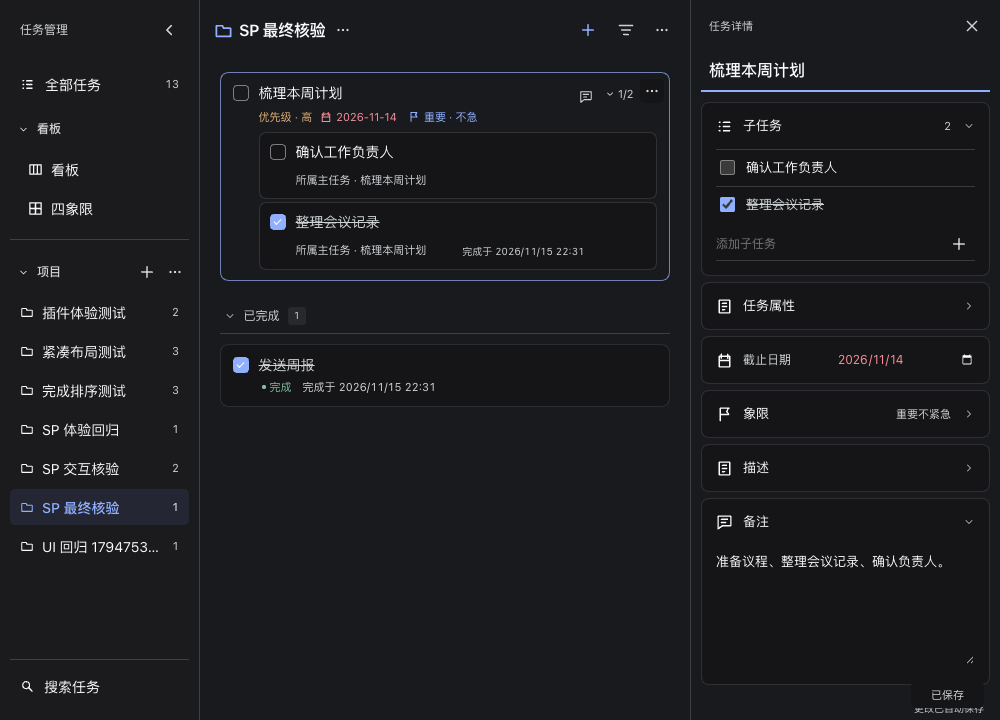 任务管理
全部任务 13
看板
看板
四象限
项目
插件体验测试 2
紧凑布局测试 3
完成排序测试 3
SP 体验回归 1
SP 交互核验 2
SP 最终核验 1
UI 回归 1794753... 1
搜索任务
SP 最终核验 ...
梳理本周计划 1/2
优先级 · 高 2026-11-14 重要 · 不急
确认工作负责人
所属主任务 · 梳理本周计划
整理会议记录
所属主任务 · 梳理本周计划 完成于 2026/11/15 22:31
已完成 1
发送周报
完成 完成于 2026/11/15 22:31
任务详情
梳理本周计划
子任务 2
确认工作负责人
整理会议记录
添加子任务
任务属性
截止日期 2026/11/14
象限 重要不紧急
描述
备注
准备议程、整理会议记录、确认负责人。
已保存
更改已自动保存